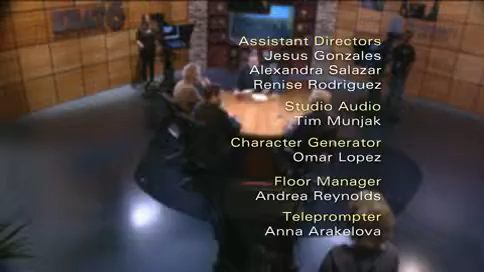 Assistant Directors
Jesus Gonzales
Alexandra Salazar
Renise Rodriguez
Studio Audio
Tim Munjak
Character Generator
Omar Lopez
Floor Manager
Andrea Reynolds
Teleprompter
Anna Arakelova